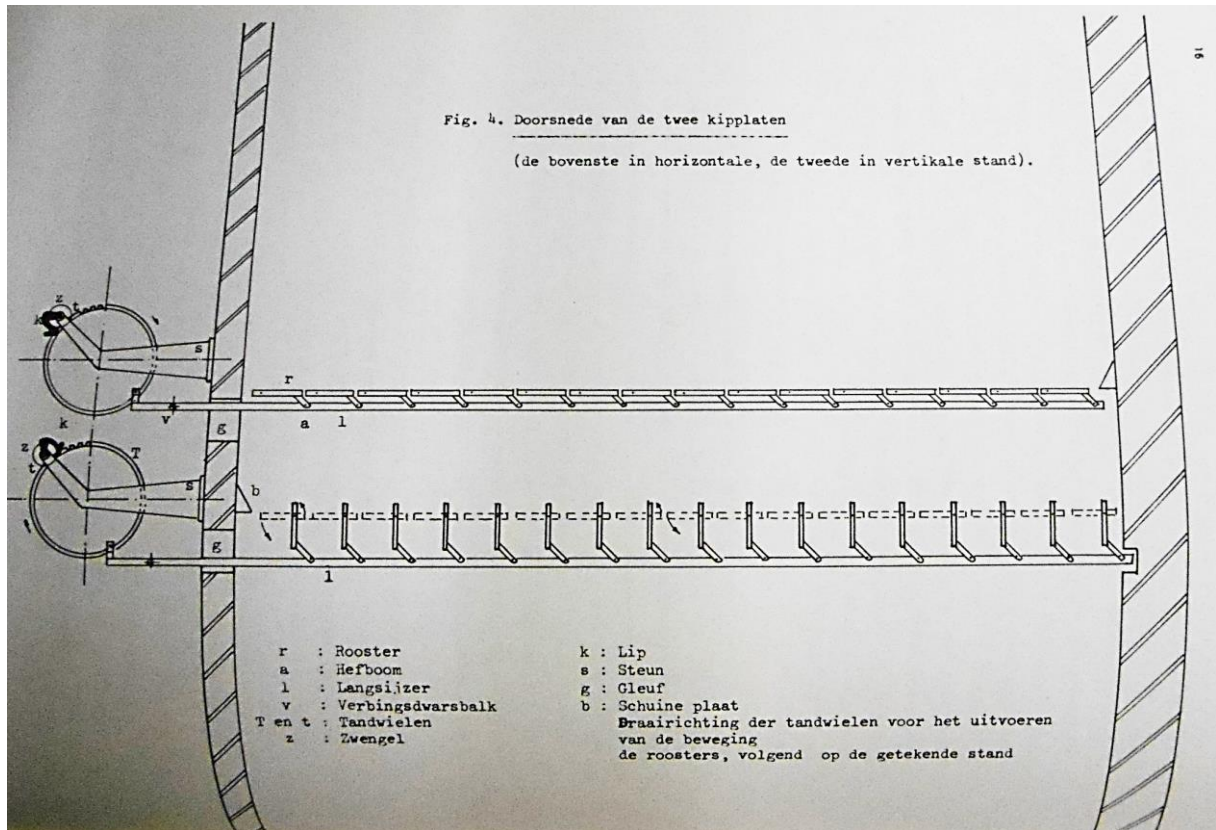 16
Fig. 4. Doorsnede van de twee kipplaten
(de bovenste in horizontale, de tweede in vertikale stand).
z
t
k
s
r
v
a
l
k
g
z
T
t
s
b
g
l
r : Rooster
a : Hefboom
l : Langsijzer
v : Verbingsdwarsbalk
T en t : Tandwielen
z : Zwengel
k : Lip
s : Steun
g : Gleuf
b : Schuine plaat
Draairichting der tandwielen voor het uitvoeren
van de beweging
de roosters, volgend op de getekende stand